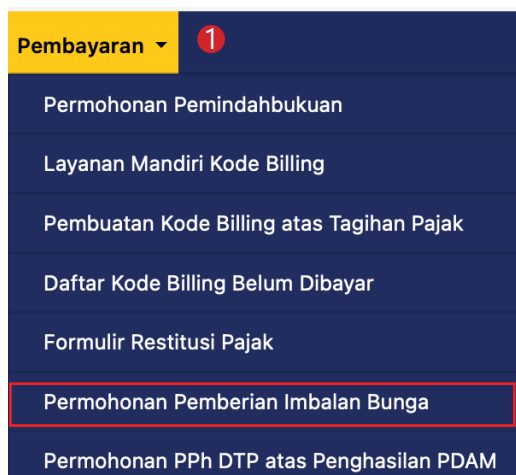 Pembayaran 1
Permohonan Pemindahbukuan
Layanan Mandiri Kode Billing
Pembuatan Kode Billing atas Tagihan Pajak
Daftar Kode Billing Belum Dibayar
Formulir Restitusi Pajak
Permohonan Pemberian Imbalan Bunga
Permohonan PPh DTP atas Penghasilan PDAM